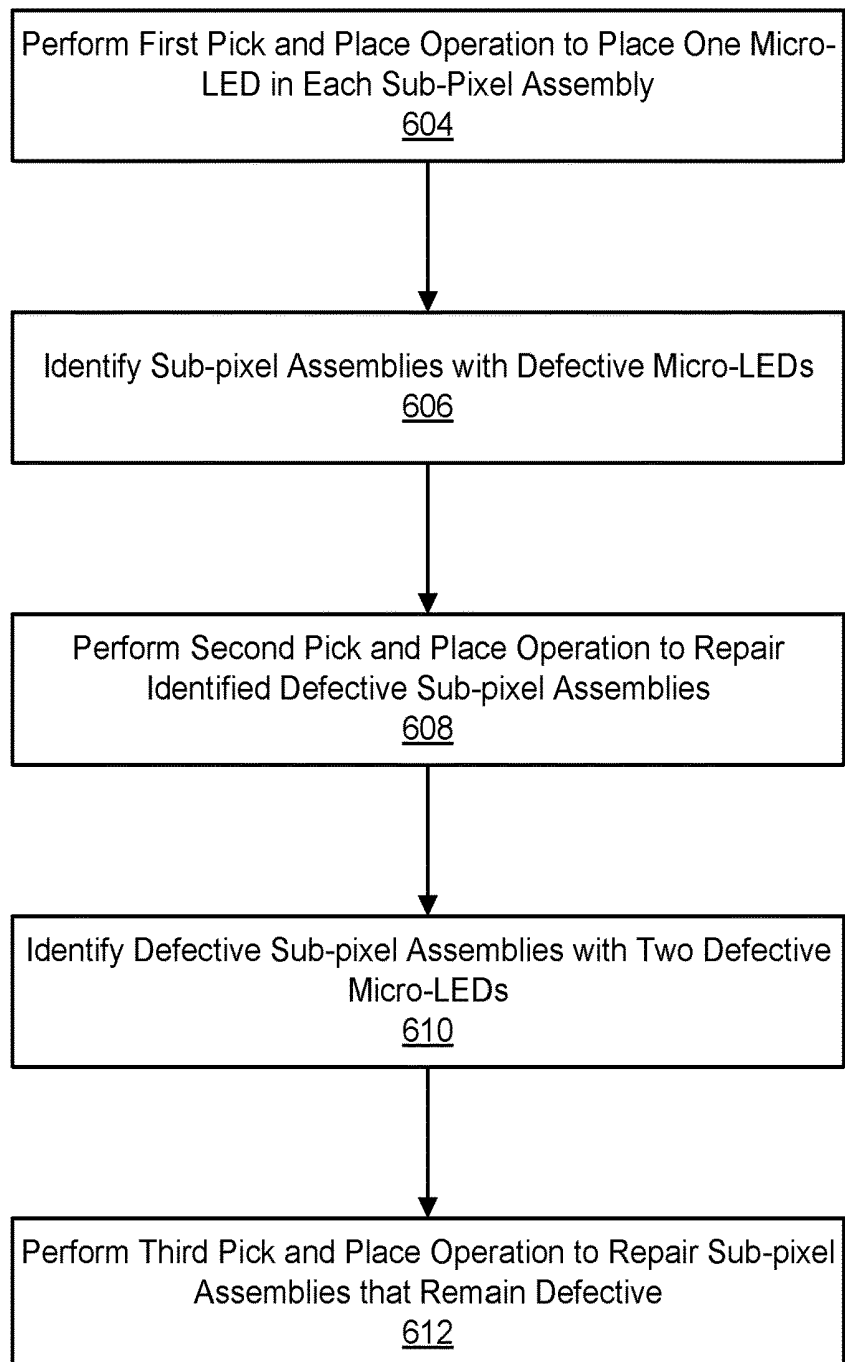 Perform First Pick and Place Operation to Place One Micro-
LED in Each Sub-Pixel Assembly
604
Identify Sub-pixel Assemblies with Defective Micro-LEDs
606
Perform Second Pick and Place Operation to Repair
Identified Defective Sub-pixel Assemblies
608
Identify Defective Sub-pixel Assemblies with Two Defective
Micro-LEDs
610
Perform Third Pick and Place Operation to Repair Sub-pixel
Assemblies that Remain Defective
612